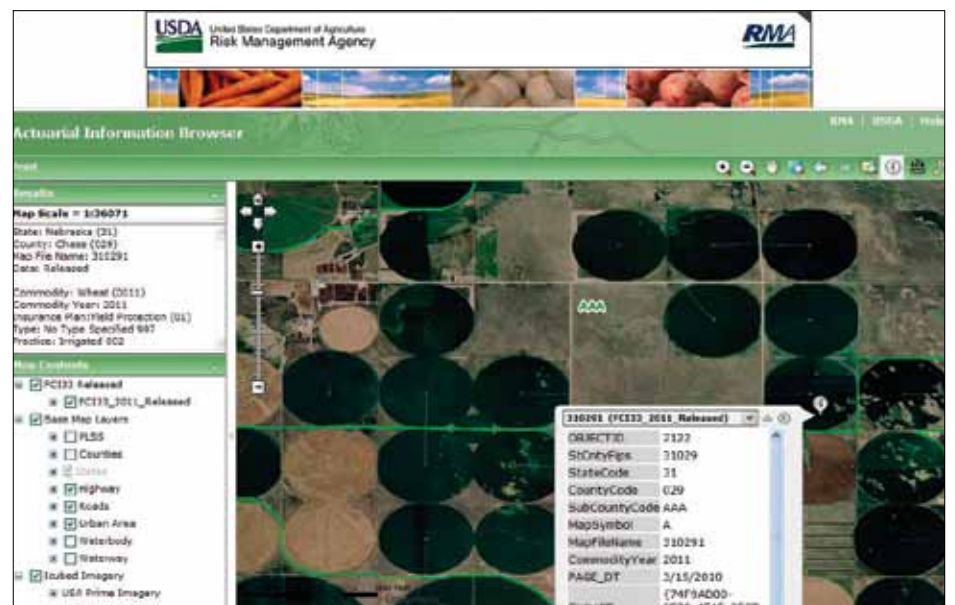 USDA United States Department of Agriculture
Risk Management Agency
RMA
Actuarial Information Browser
RMA | USDA | Help
Print
Results
Map Scale = 1:36071
State: Nebraska (31)
County: Chase (029)
Map File Name: 310291
Data: Released
Commodity: Wheat (0011)
Commodity Year: 2011
Insurance Plan:Yield Protection (01)
Type: No Type Specified 997
Practice: Irrigated 002
Map Contents
FCI33 Released
FCI33_2011_Released
Base Map Layers
PLSS
Counties
States
Highway
Roads
Urban Area
Waterbody
Waterway
Icubed Imagery
USA Prime Imagery
AAA
310291 (FCI33_2011_Released)
OBJECTID 2122
StCntyFips 31029
StateCode 31
CountyCode 029
SubCountyCode AAA
MapSymbol A
MapFileName 310291
CommodityYear 2011
PAGE_DT 3/15/2010
{74F9AD00-